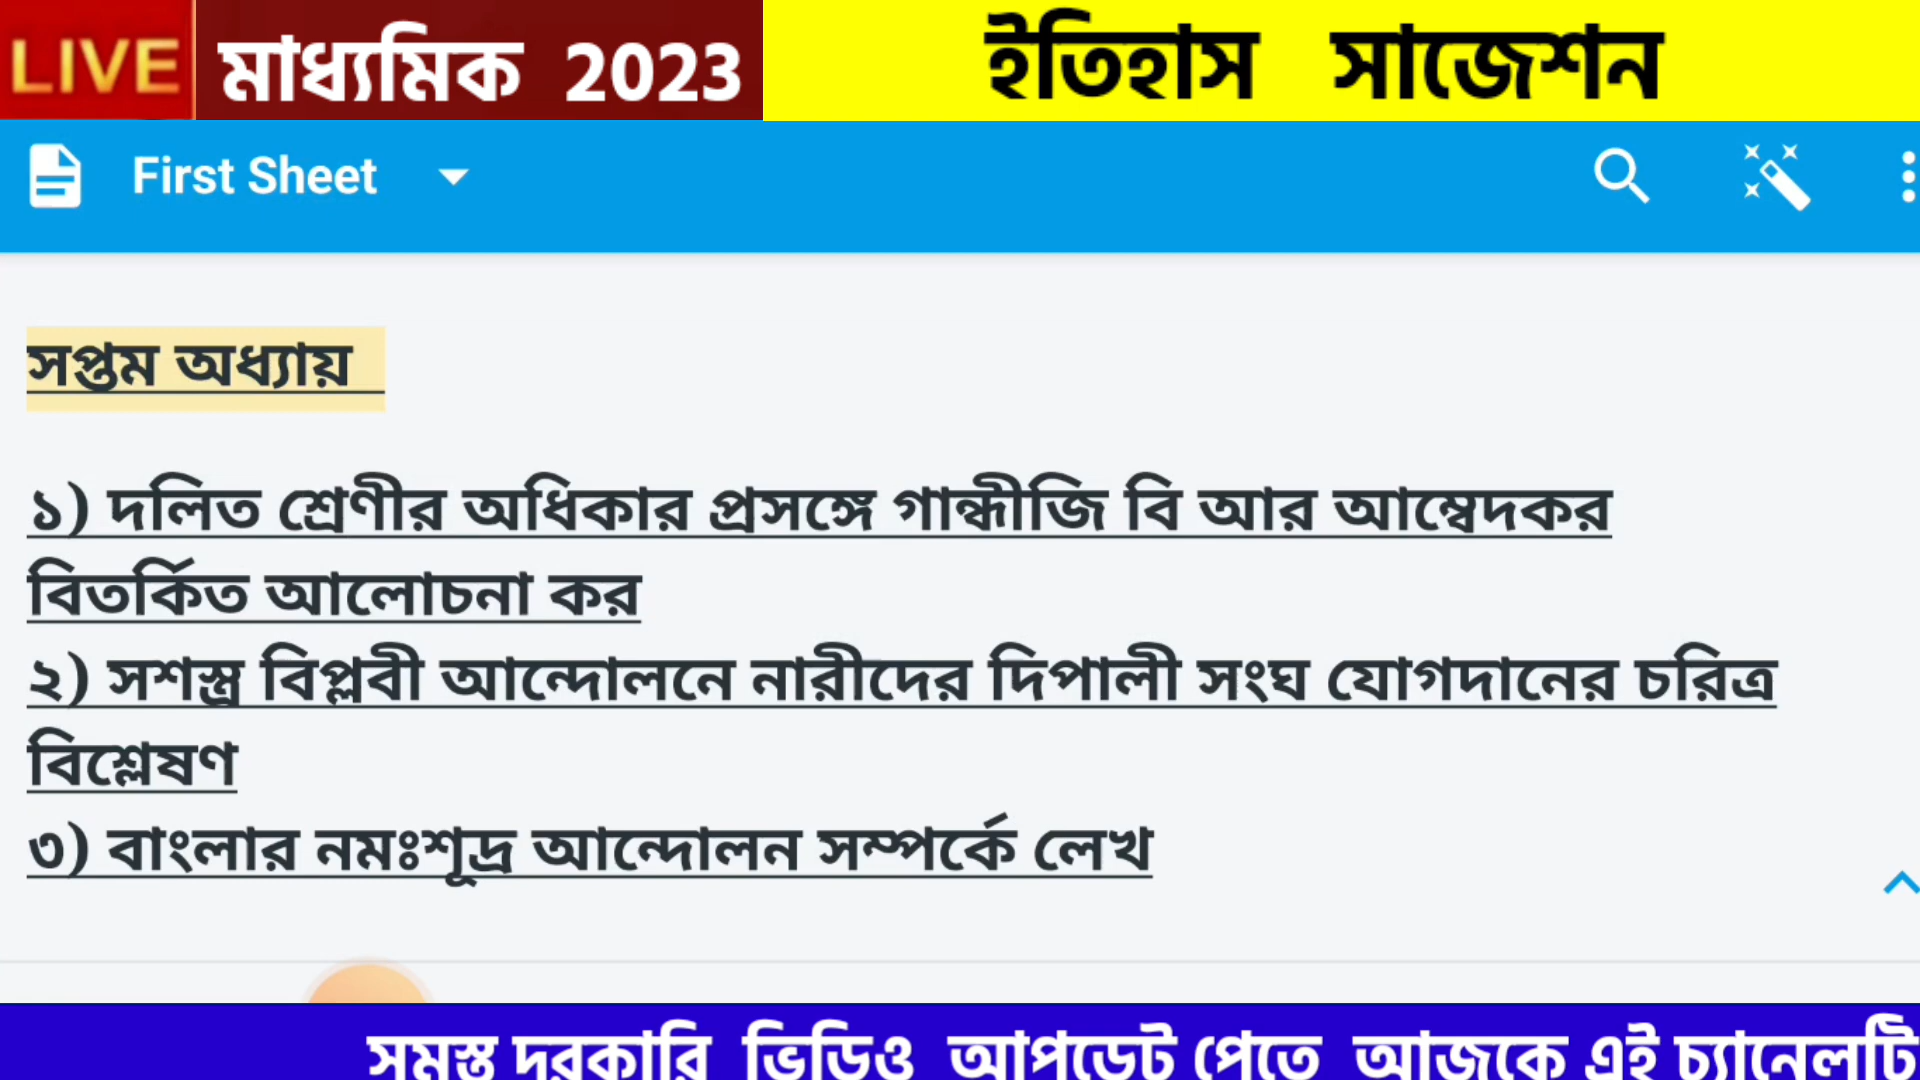 LIVE মাধ্যমিক 2023 ইতিহাস সাজেশন
First Sheet
সপ্তম অধ্যায়
১) দলিত শ্রেণীর অধিকার প্রসঙ্গে গান্ধীজি বি আর আম্বেদকর
বিতর্কিত আলোচনা কর
২) সশস্ত্র বিপ্লবী আন্দোলনে নারীদের দিপালী সংঘ যোগদানের চরিত্র
বিশ্লেষণ
৩) বাংলার নমঃশূদ্র আন্দোলন সম্পর্কে লেখ
সমস্ত দরকারি ভিডিও আপডেট পেতে আজকে এই চ্যানেলটি